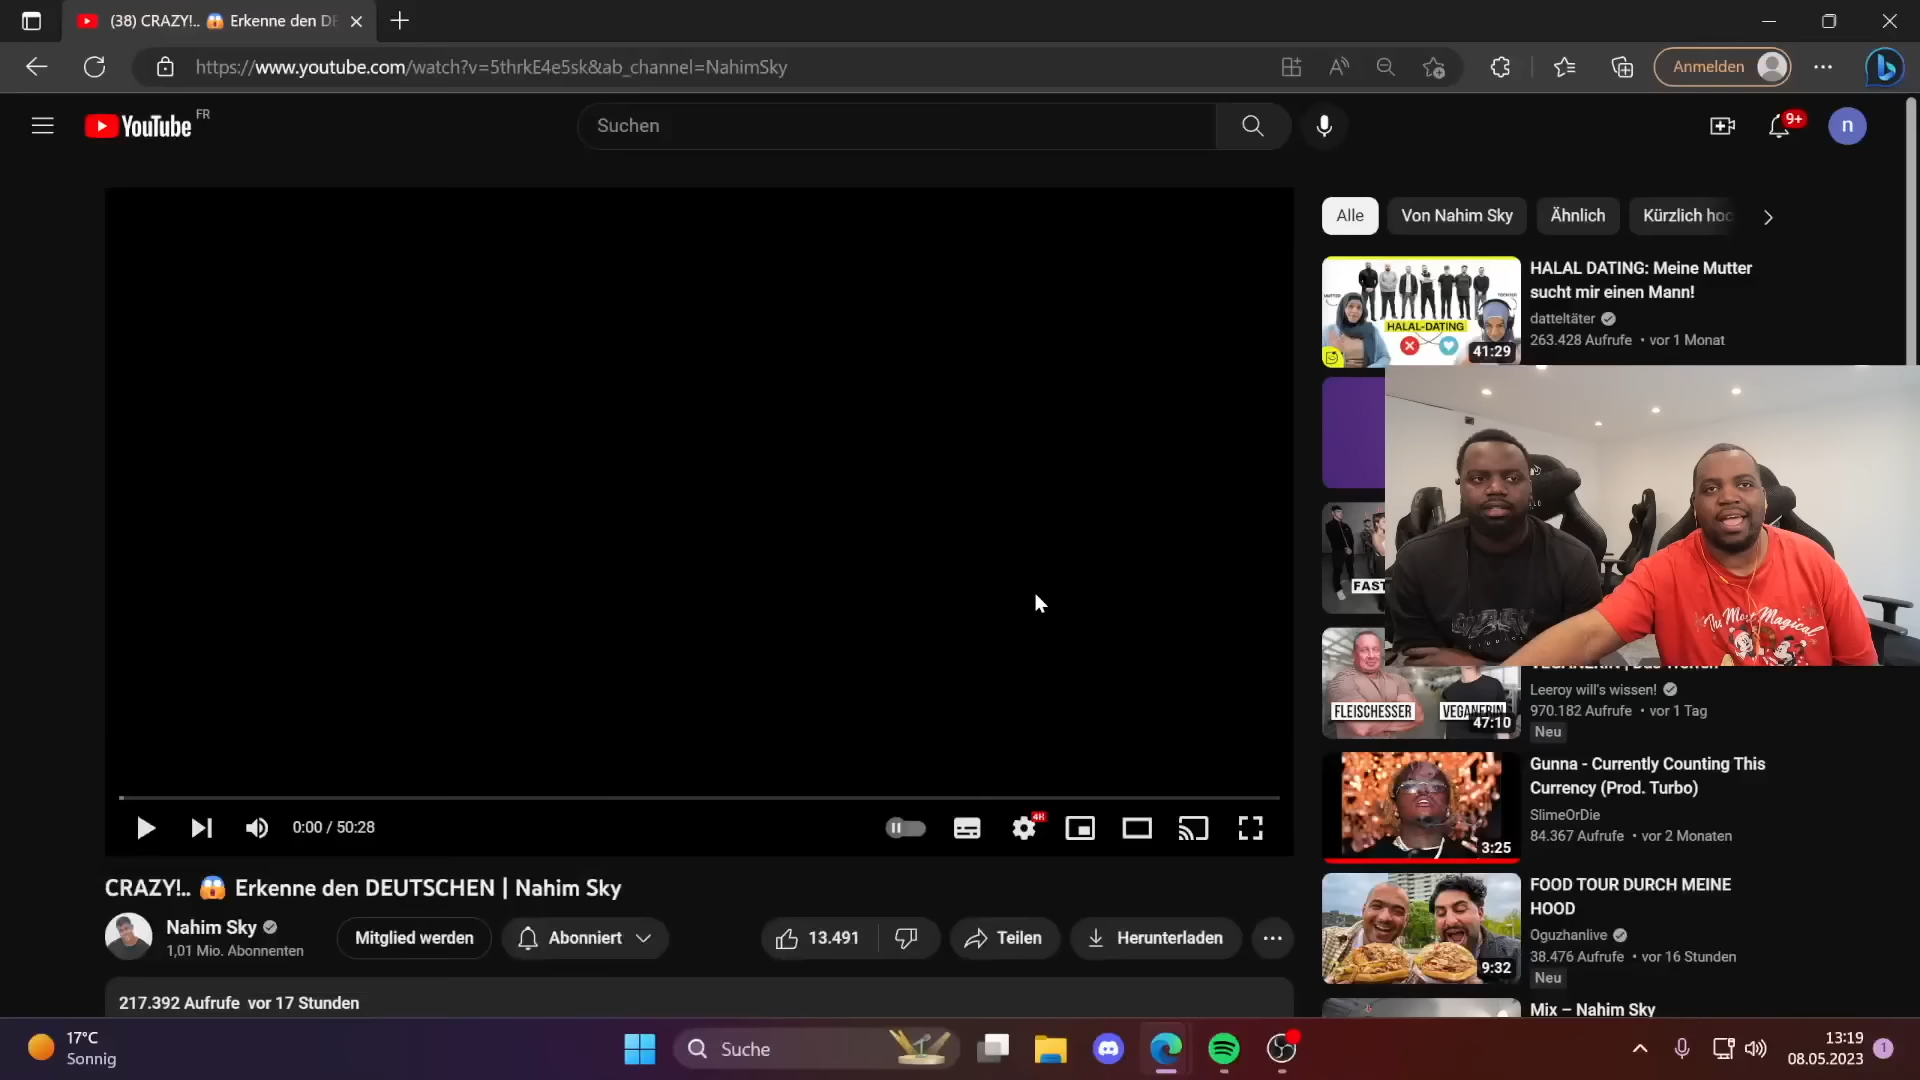 (38) CRAZY!.. 😱 Erkenne den DE
https://www.youtube.com/watch?v=5thrkE4e5sk&ab_channel=NahimSky
Anmelden
YouTube FR
Suchen
9+
n
Alle
Von Nahim Sky
Ähnlich
Kürzlich hoc
HALAL DATING: Meine Mutter
sucht mir einen Mann!
datteltäter
263.428 Aufrufe • vor 1 Monat
HALAL-DATING
41:29
FAST
The Most Magical
Leeroy will's wissen!
970.182 Aufrufe • vor 1 Tag
Neu
FLEISCHESSER
VEGANERIN
47:10
Gunna - Currently Counting This
Currency (Prod. Turbo)
SlimeOrDie
84.367 Aufrufe • vor 2 Monaten
3:25
FOOD TOUR DURCH MEINE
HOOD
Oguzhanlive
38.476 Aufrufe • vor 16 Stunden
Neu
9:32
Mix – Nahim Sky
0:00 / 50:28
4K
CRAZY!.. 😱 Erkenne den DEUTSCHEN | Nahim Sky
Nahim Sky
1,01 Mio. Abonnenten
Mitglied werden
Abonniert
13.491
Teilen
Herunterladen
217.392 Aufrufe vor 17 Stunden
17°C
Sonnig
Suche
13:19
08.05.2023
1